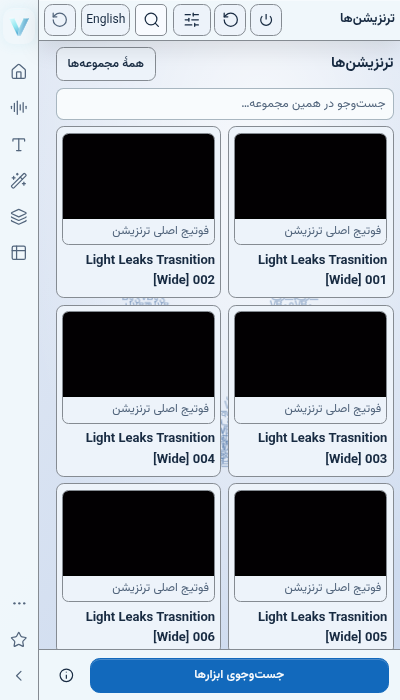 ترنزیشن‌ها
English
ترنزیشن‌ها
همهٔ مجموعه‌ها
جست‌وجو در همین مجموعه...
فوتیج اصلی ترنزیشن
Light Leaks Trasnition
[Wide] 001
فوتیج اصلی ترنزیشن
Light Leaks Trasnition
[Wide] 002
فوتیج اصلی ترنزیشن
Light Leaks Trasnition
[Wide] 003
فوتیج اصلی ترنزیشن
Light Leaks Trasnition
[Wide] 004
فوتیج اصلی ترنزیشن
Light Leaks Trasnition
[Wide] 005
فوتیج اصلی ترنزیشن
Light Leaks Trasnition
[Wide] 006
جست‌وجوی ابزارها